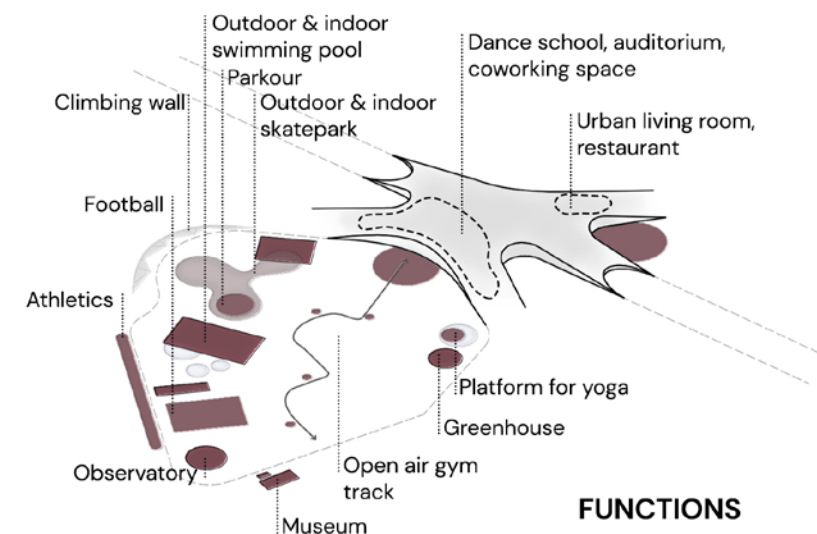 Outdoor & indoor
swimming pool
Parkour
Climbing wall
Outdoor & indoor
skatepark
Dance school, auditorium,
coworking space
Urban living room,
restaurant
Football
Athletics
Platform for yoga
Greenhouse
Observatory
Open air gym
track
Museum
FUNCTIONS